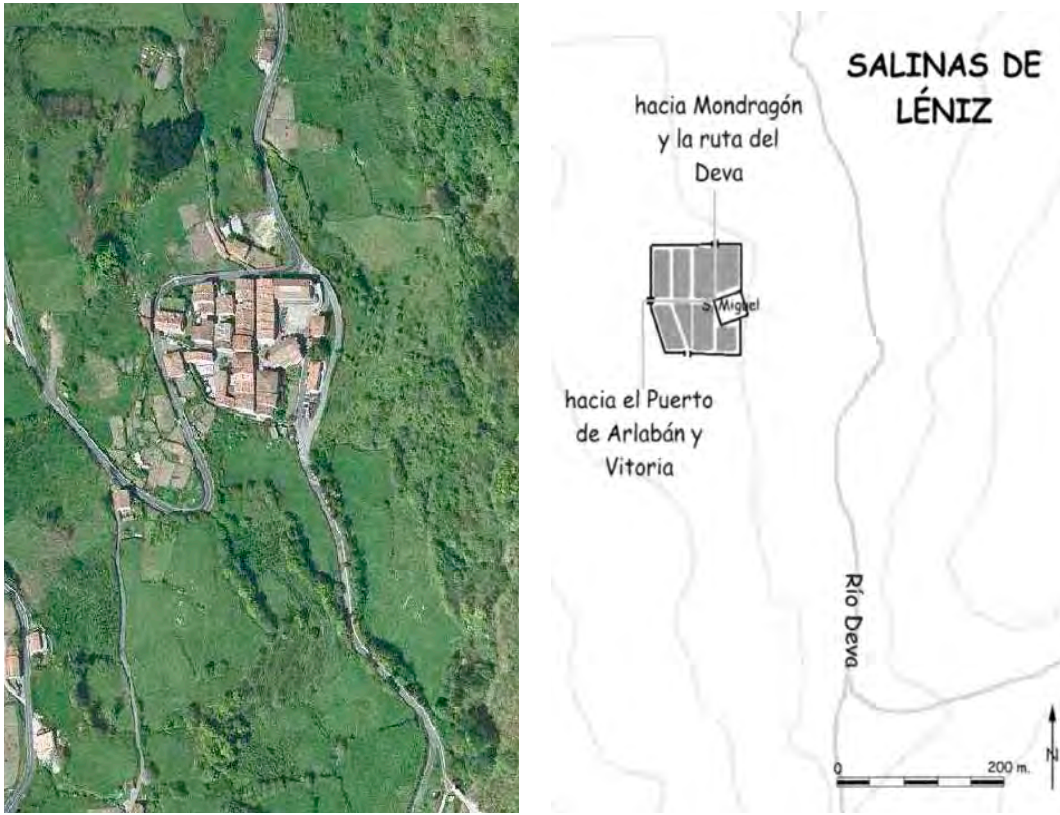 SALINAS DE
LÉNIZ
hacia Mondragón
y la ruta del
Deva
S. Miguel
hacia el Puerto
de Arlabán y
Vitoria
Río Deva
0 200 m.
N